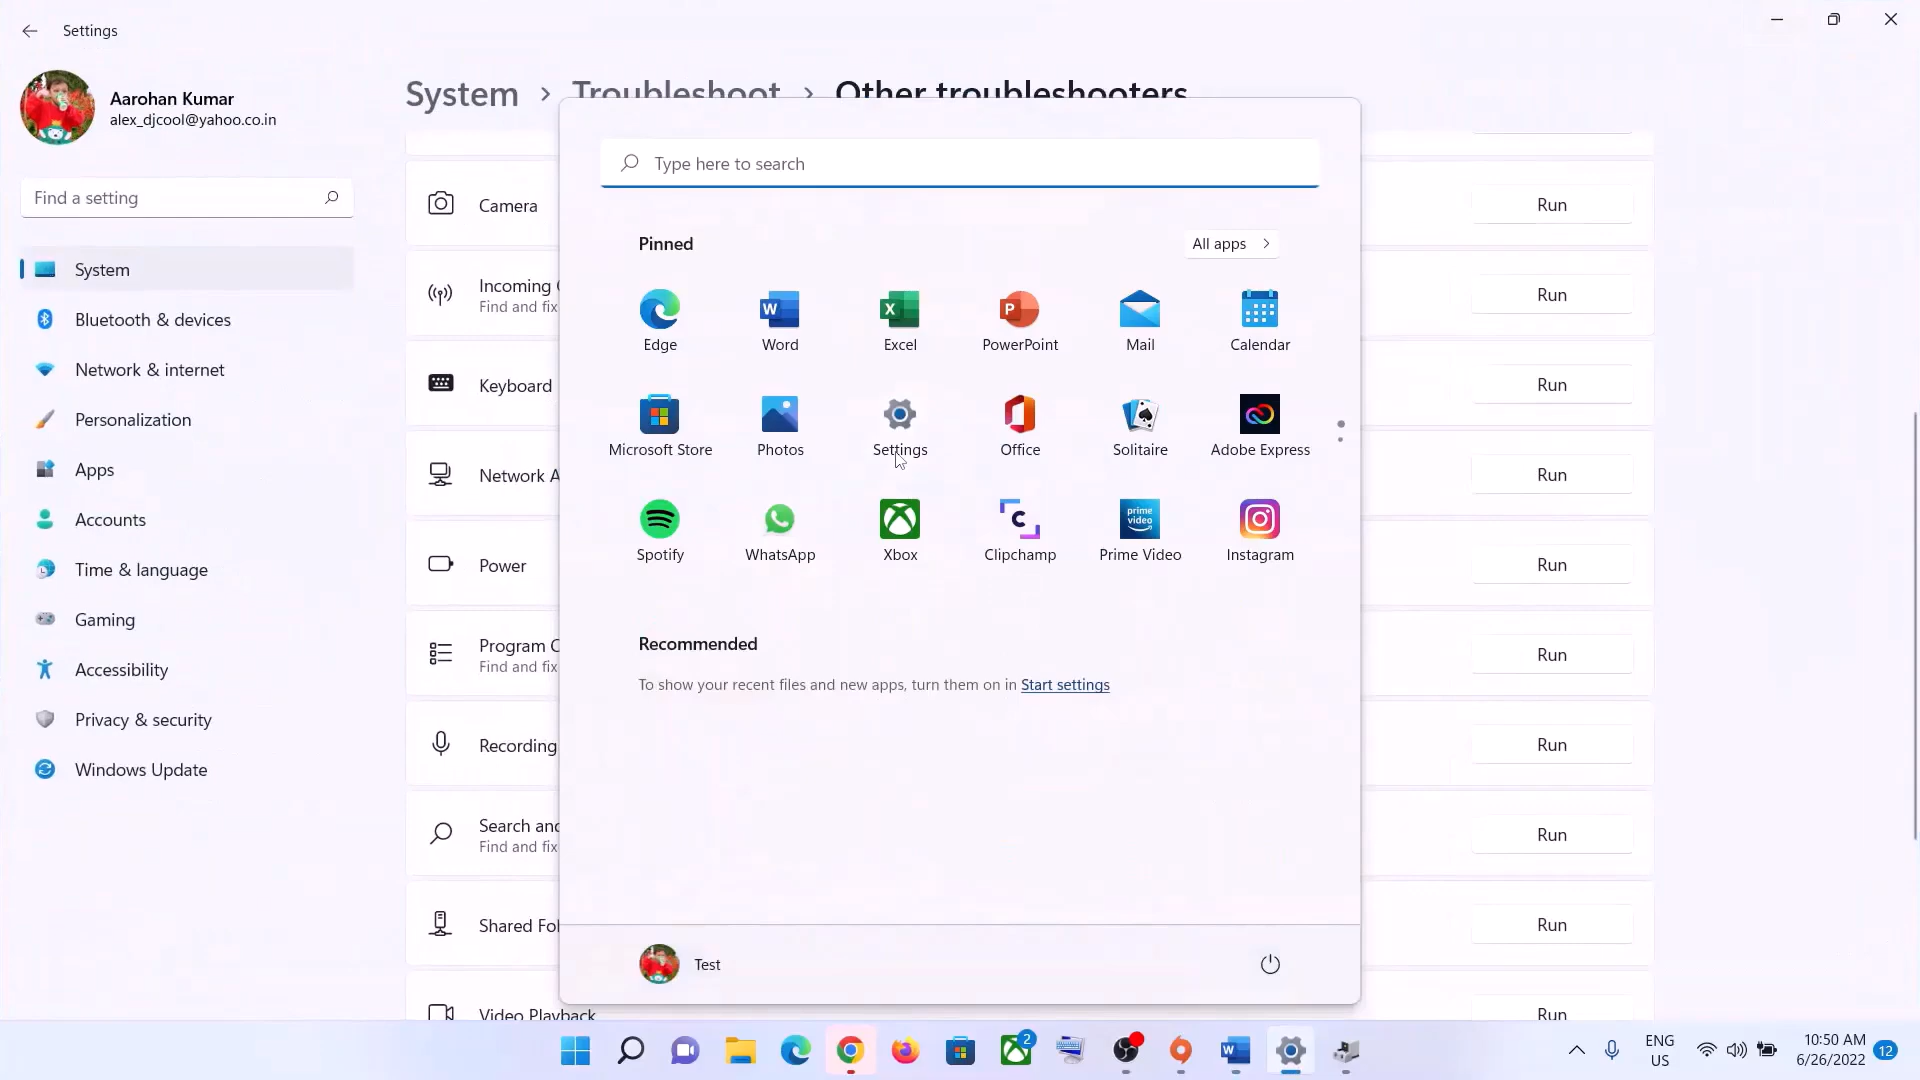 Settings
Aarohan Kumar
alex_djcool@yahoo.co.in
Find a setting
System
Bluetooth & devices
Network & internet
Personalization
Apps
Accounts
Time & language
Gaming
Accessibility
Privacy & security
Windows Update
System > Troubleshoot > Other troubleshooters
Camera
Run
Incoming
Find and fix
Run
Keyboard
Run
Network A
Run
Power
Run
Program C
Find and fix
Run
Recording
Run
Search and
Find and fix
Run
Shared Fol
Run
Video Playback
Run
Type here to search
Pinned
All apps >
Edge
Word
Excel
PowerPoint
Mail
Calendar
Microsoft Store
Photos
Settings
Office
Solitaire
Adobe Express
Spotify
WhatsApp
Xbox
Clipchamp
prime video
Prime Video
Instagram
Recommended
To show your recent files and new apps, turn them on in Start settings
Test
2
ENG
US
10:50 AM
6/26/2022
12